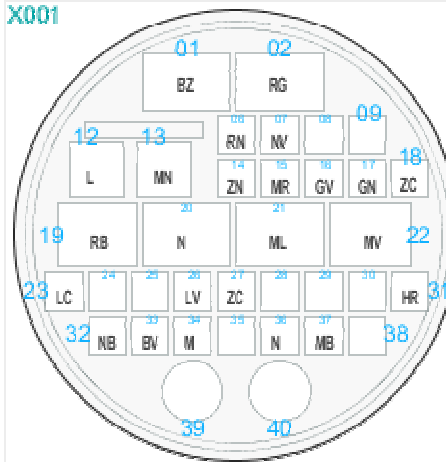 X001
01 02
BZ RG
06 07 08 09
RN NV
12 13
L MN
14 15 16 17 18
ZN MR GV GN ZC
19 20 21 22
RB N ML MV
23 24 25 26 27 28 29 30 31
LC LV ZC HR
32 33 34 35 36 37 38
NB BV M N MB
39 40